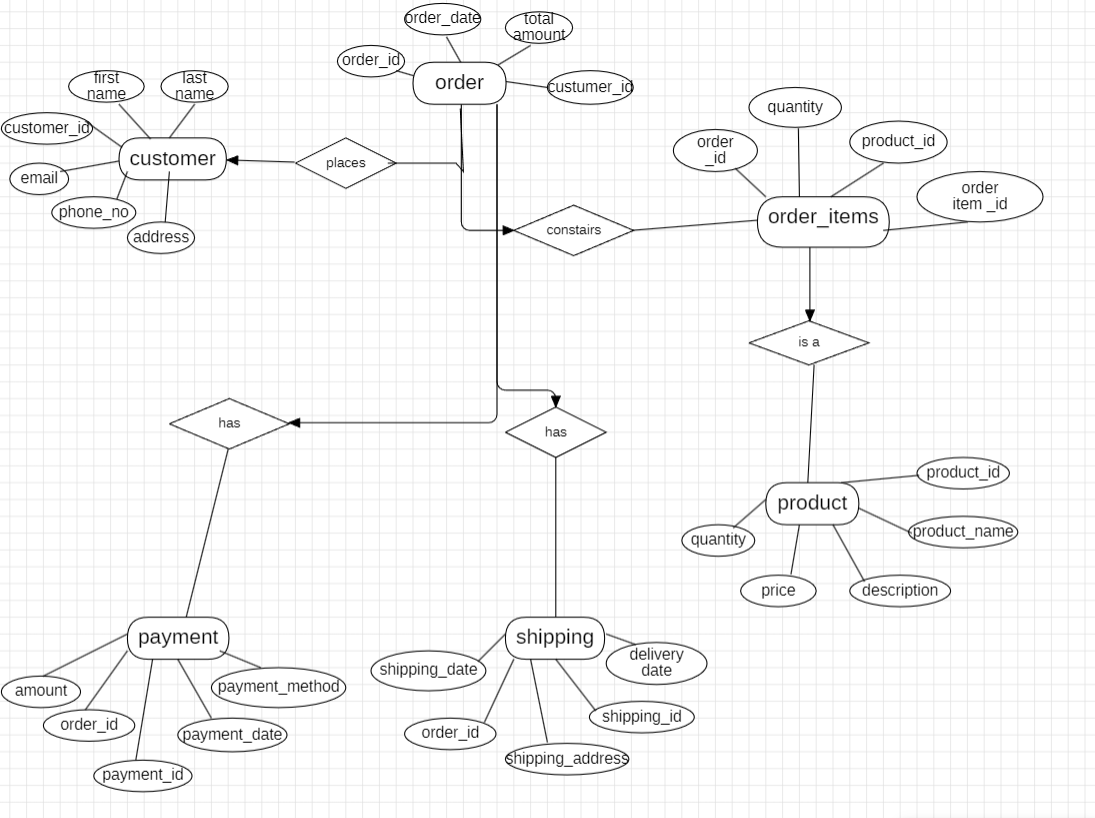 order_date
total
amount
order_id
order
custumer_id
first
name
last
name
customer_id
customer
email
phone_no
address
places
quantity
order
_id
product_id
order
item _id
order_items
constairs
is a
has
has
product_id
product
product_name
quantity
price
description
payment
amount
order_id
payment_id
payment_date
payment_method
shipping
shipping_date
delivery
date
order_id
shipping_id
shipping_address